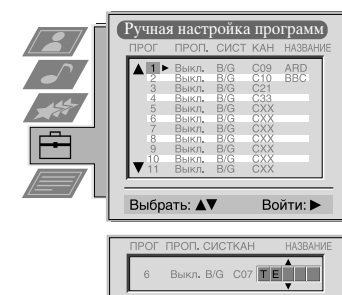 Ручная настройка программ
ПРОГ ПРОП. СИСТ КАН НАЗВАНИЕ
1 Выкл. B/G C09 ARD
2 Выкл. B/G C10 BBC
3 Выкл. B/G C21
4 Выкл. B/G C33
5 Выкл. B/G CXX
6 Выкл. B/G CXX
7 Выкл. B/G CXX
8 Выкл. B/G CXX
9 Выкл. B/G CXX
10 Выкл. B/G CXX
11 Выкл. B/G CXX
Выбрать: ▲▼ Войти: ►
ПРОГ ПРОП. СИСТКАН НАЗВАНИЕ
6 Выкл. B/G C07 T E